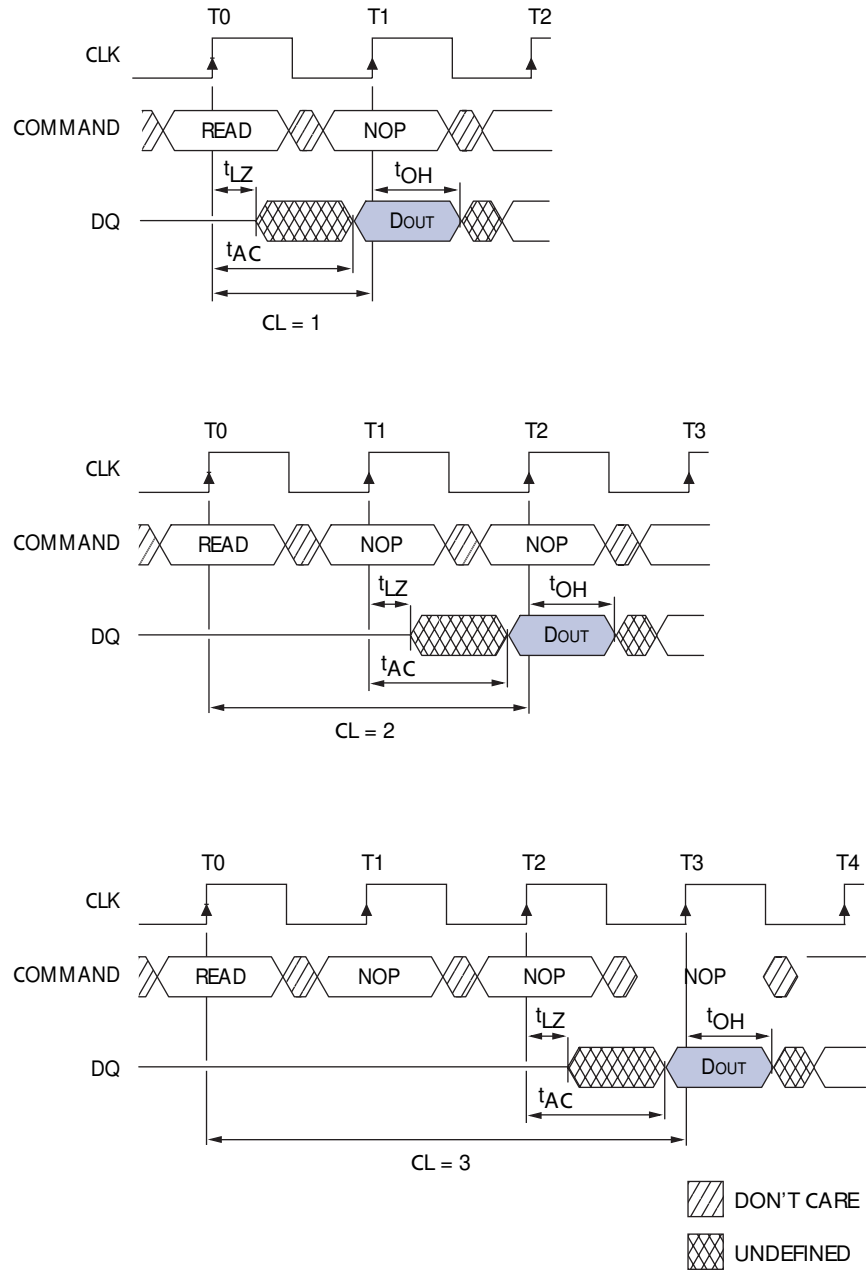 T0 T1 T2
CLK
COMMAND READ NOP
tLZ tOH
DQ DOUT
tAC
CL = 1
T0 T1 T2 T3
CLK
COMMAND READ NOP NOP
tLZ tOH
DQ DOUT
tAC
CL = 2
T0 T1 T2 T3 T4
CLK
COMMAND READ NOP NOP NOP
tLZ tOH
DQ DOUT
tAC
CL = 3
DON'T CARE
UNDEFINED